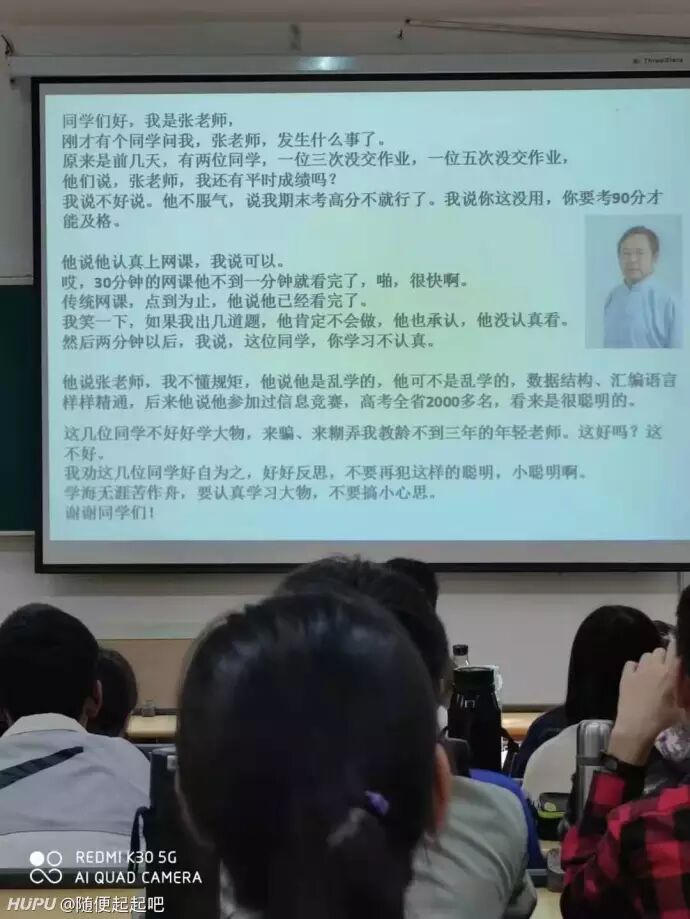 ThreeStars
同学们好，我是张老师，
刚才有个同学问我，张老师，发生什么事了。
原来是前几天，有两位同学，一位三次没交作业，一位五次没交作业，
他们说，张老师，我还有平时成绩吗？
我说不好说。他不服气，说我期末考高分不就行了。我说你这没用，你要考90分才
能及格。
他说他认真上网课，我说可以。
哎，30分钟的网课他不到一分钟就看完了，啪，很快啊。
传统网课，点到为止，他说他已经看完了。
我笑一下，如果我出几道题，他肯定不会做，他也承认，他没认真看。
然后两分钟以后，我说，这位同学，你学习不认真。
他说张老师，我不懂规矩，他说他是乱学的，他可不是乱学的，数据结构、汇编语言
样样精通，后来他说他参加过信息竞赛，高考全省2000多名，看来是很聪明的。
这几位同学不好好学大物，来骗、来糊弄我教龄不到三年的年轻老师。这好吗？这
不好。
我劝这几位同学好自为之，好好反思，不要再犯这样的聪明，小聪明啊。
学海无涯苦作舟，要认真学习大物，不要搞小心思。
谢谢同学们！
REDMI K30 5G
AI QUAD CAMERA
HUPU @随便起起吧